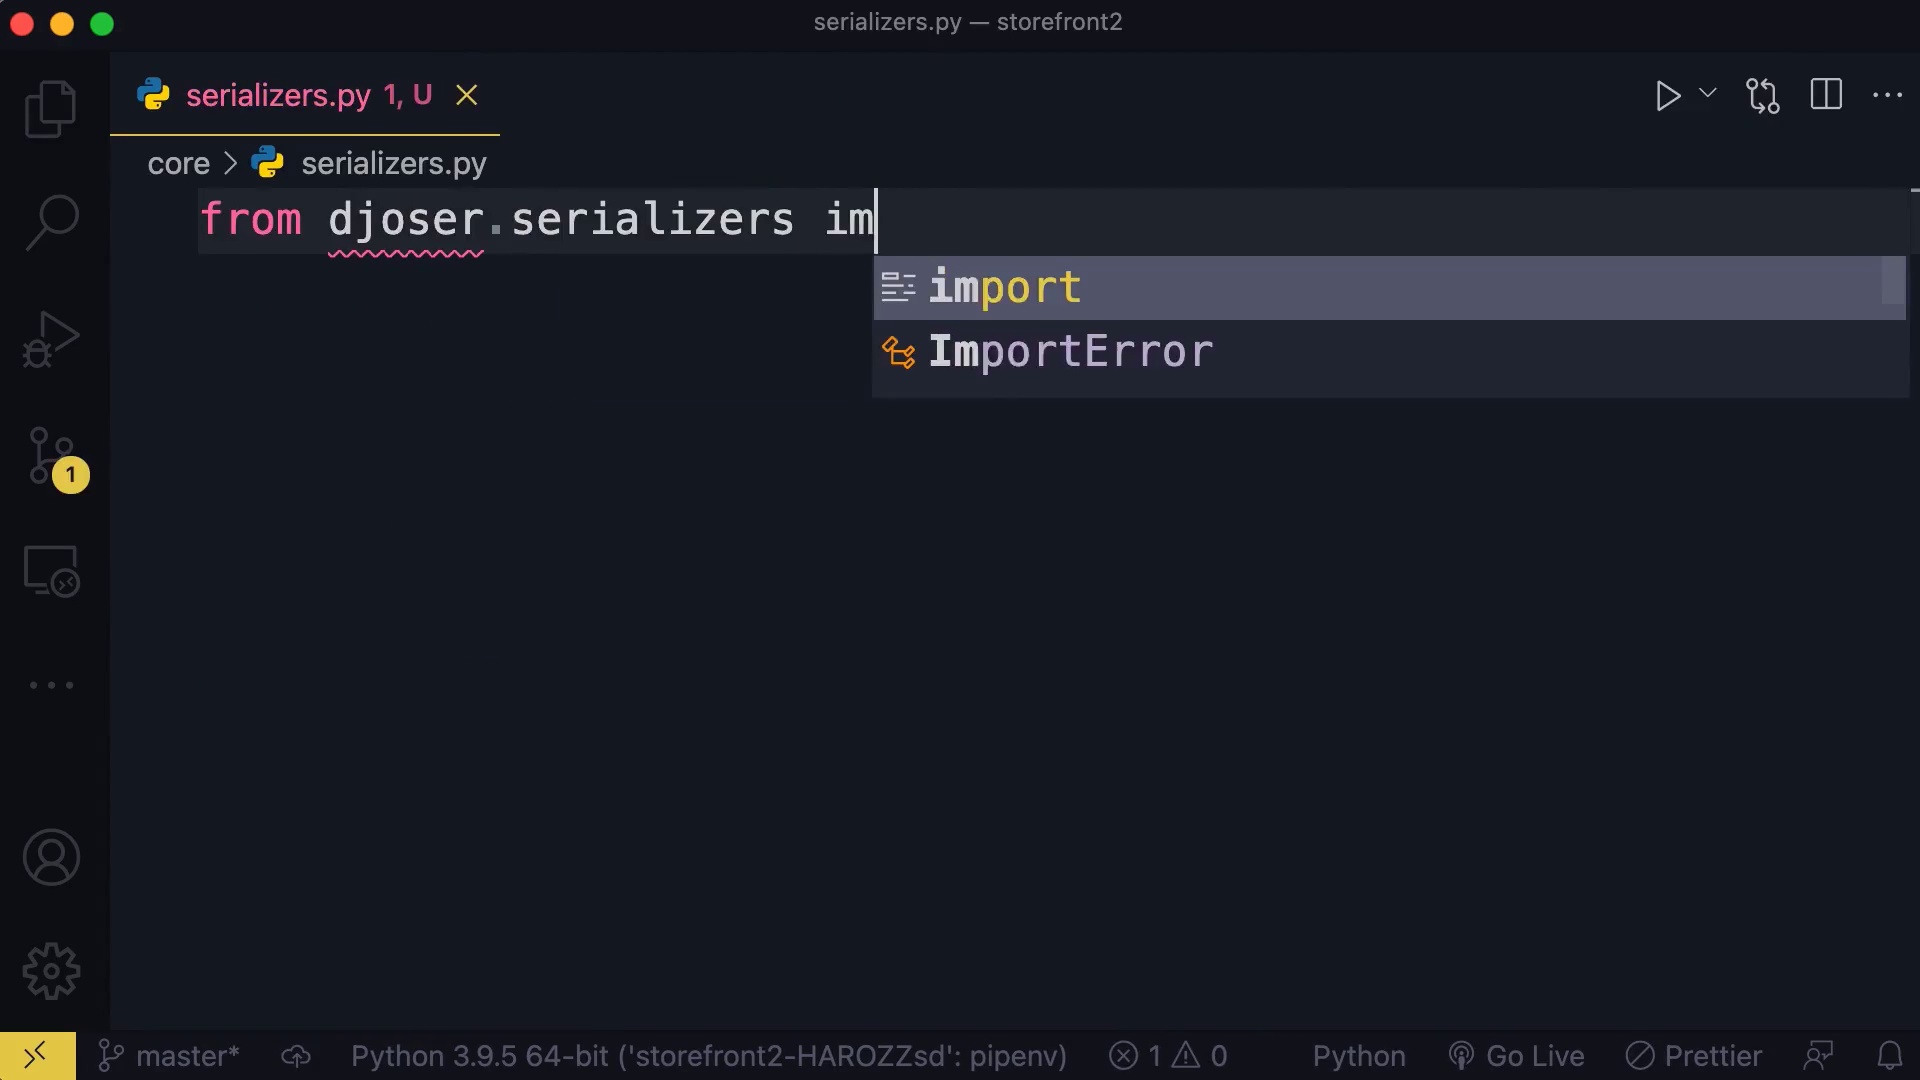 serializers.py — storefront2
serializers.py 1, U
core > serializers.py
from djoser.serializers im
import
ImportError
1
master* Python 3.9.5 64-bit ('storefront2-HAROZZsd': pipenv) 1 0 Python Go Live Prettier